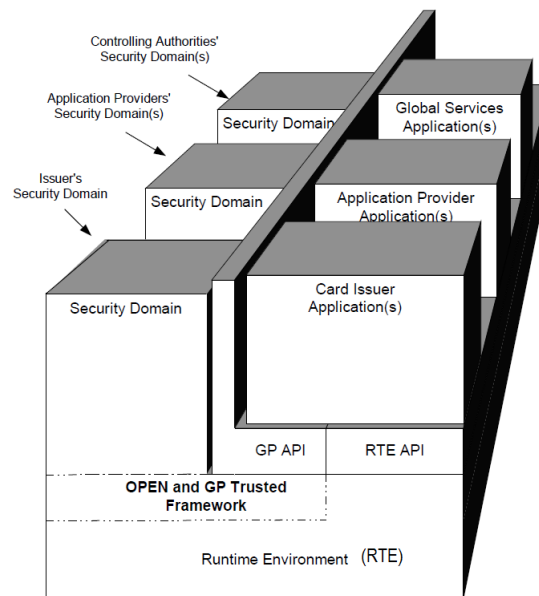 Controlling Authorities'
Security Domain(s)
Application Providers'
Security Domain(s)
Issuer's
Security Domain
Security Domain
Security Domain
Security Domain
Global Services
Application(s)
Application Provider
Application(s)
Card Issuer
Application(s)
GP API
RTE API
OPEN and GP Trusted
Framework
Runtime Environment (RTE)